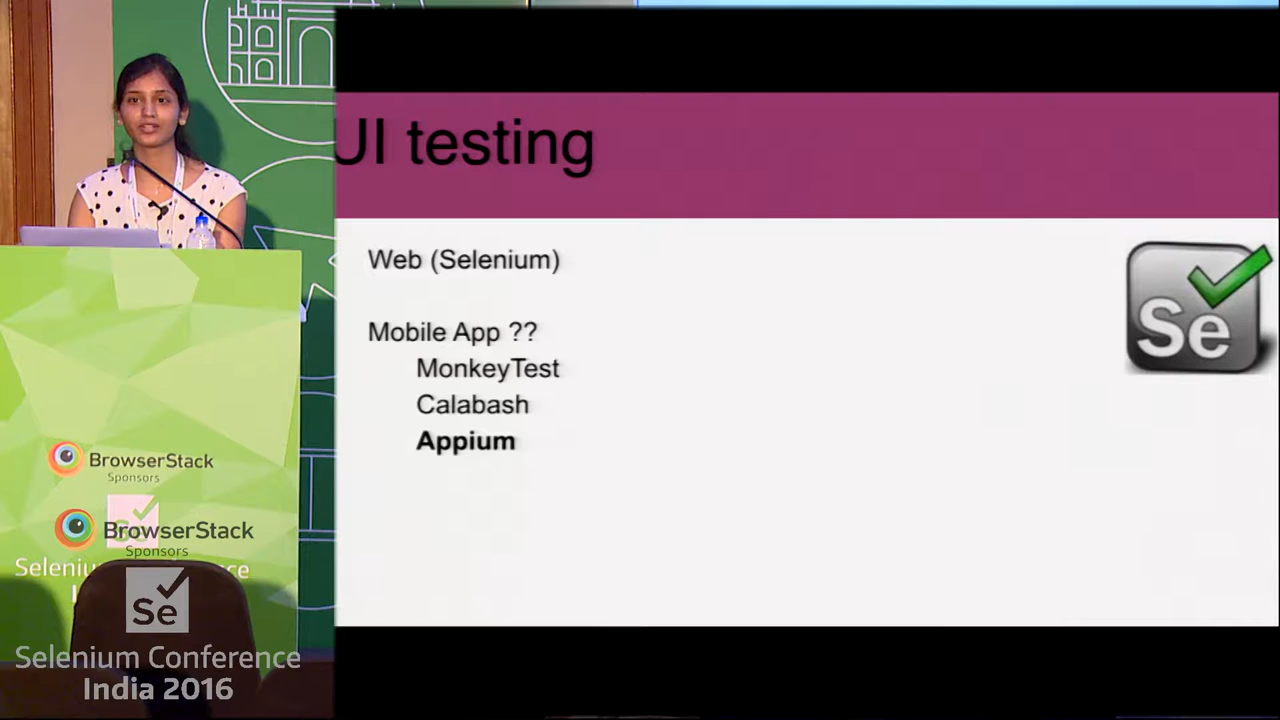 UI testing
Web (Selenium)
Mobile App ??
MonkeyTest
Calabash
Appium
Se
BrowserStack
Sponsors
BrowserStack
Sponsors
Se
Selenium Conference
India 2016